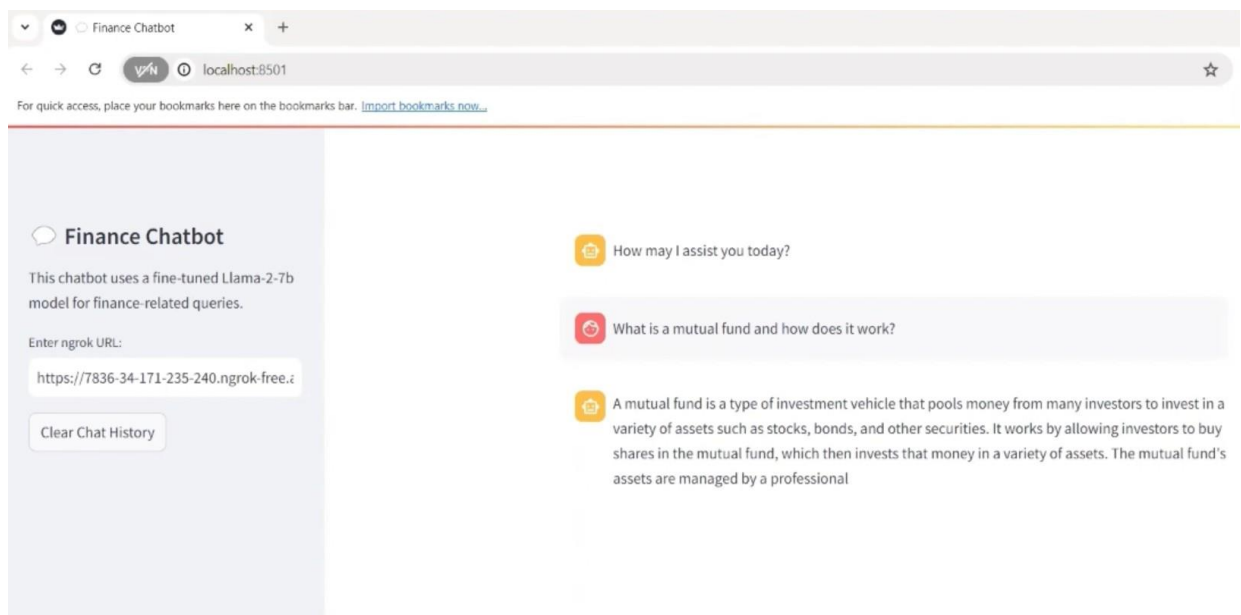 Finance Chatbot
VPN localhost:8501
For quick access, place your bookmarks here on the bookmarks bar. Import bookmarks now...
Finance Chatbot
This chatbot uses a fine-tuned Llama-2-7b
model for finance-related queries.
Enter ngrok URL:
https://7836-34-171-235-240.ngrok-free.a
Clear Chat History
How may I assist you today?
What is a mutual fund and how does it work?
A mutual fund is a type of investment vehicle that pools money from many investors to invest in a
variety of assets such as stocks, bonds, and other securities. It works by allowing investors to buy
shares in the mutual fund, which then invests that money in a variety of assets. The mutual fund's
assets are managed by a professional